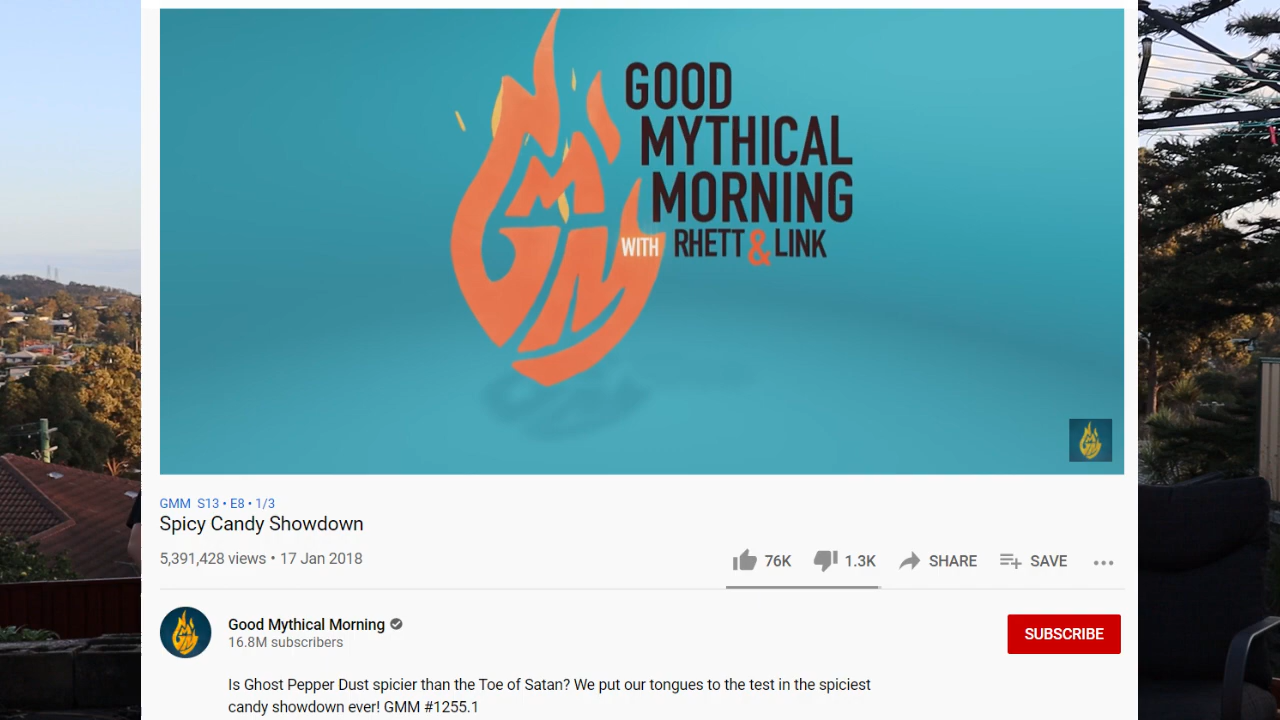 GOOD
MYTHICAL
MORNING
WITH RHETT & LINK
GMM S13 • E8 • 1/3
Spicy Candy Showdown
5,391,428 views • 17 Jan 2018
76K 1.3K SHARE SAVE
Good Mythical Morning
16.8M subscribers
SUBSCRIBE
Is Ghost Pepper Dust spicier than the Toe of Satan? We put our tongues to the test in the spiciest
candy showdown ever! GMM #1255.1